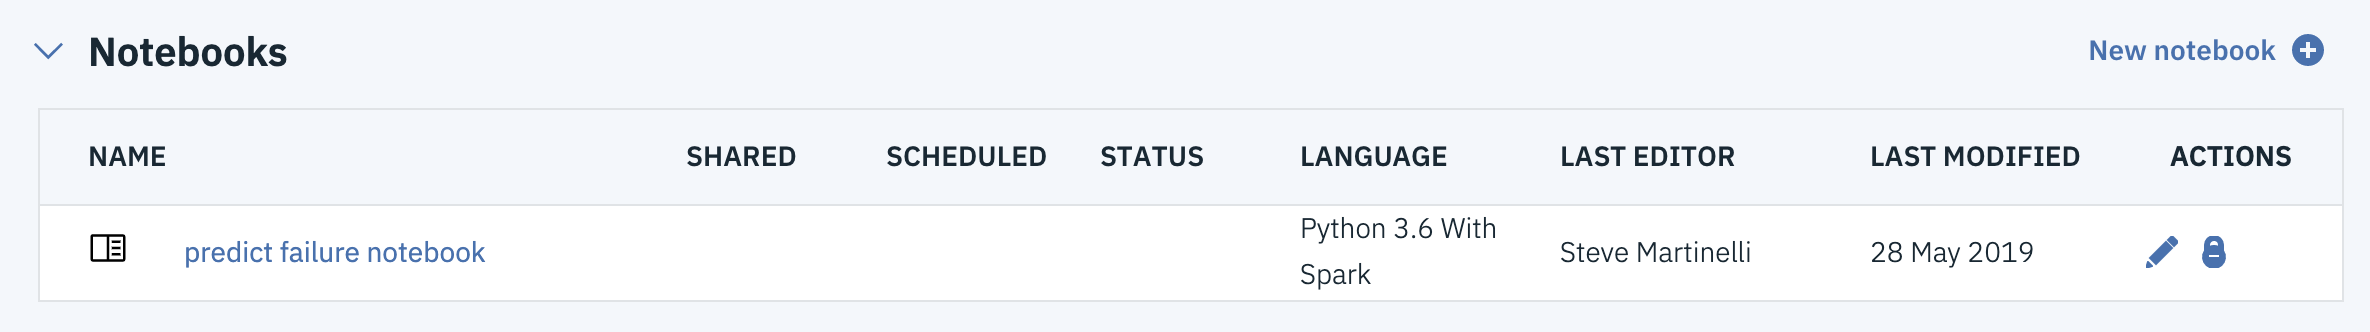 Notebooks
New notebook
NAME SHARED SCHEDULED STATUS LANGUAGE LAST EDITOR LAST MODIFIED ACTIONS
predict failure notebook
Python 3.6 With
Spark
Steve Martinelli
28 May 2019